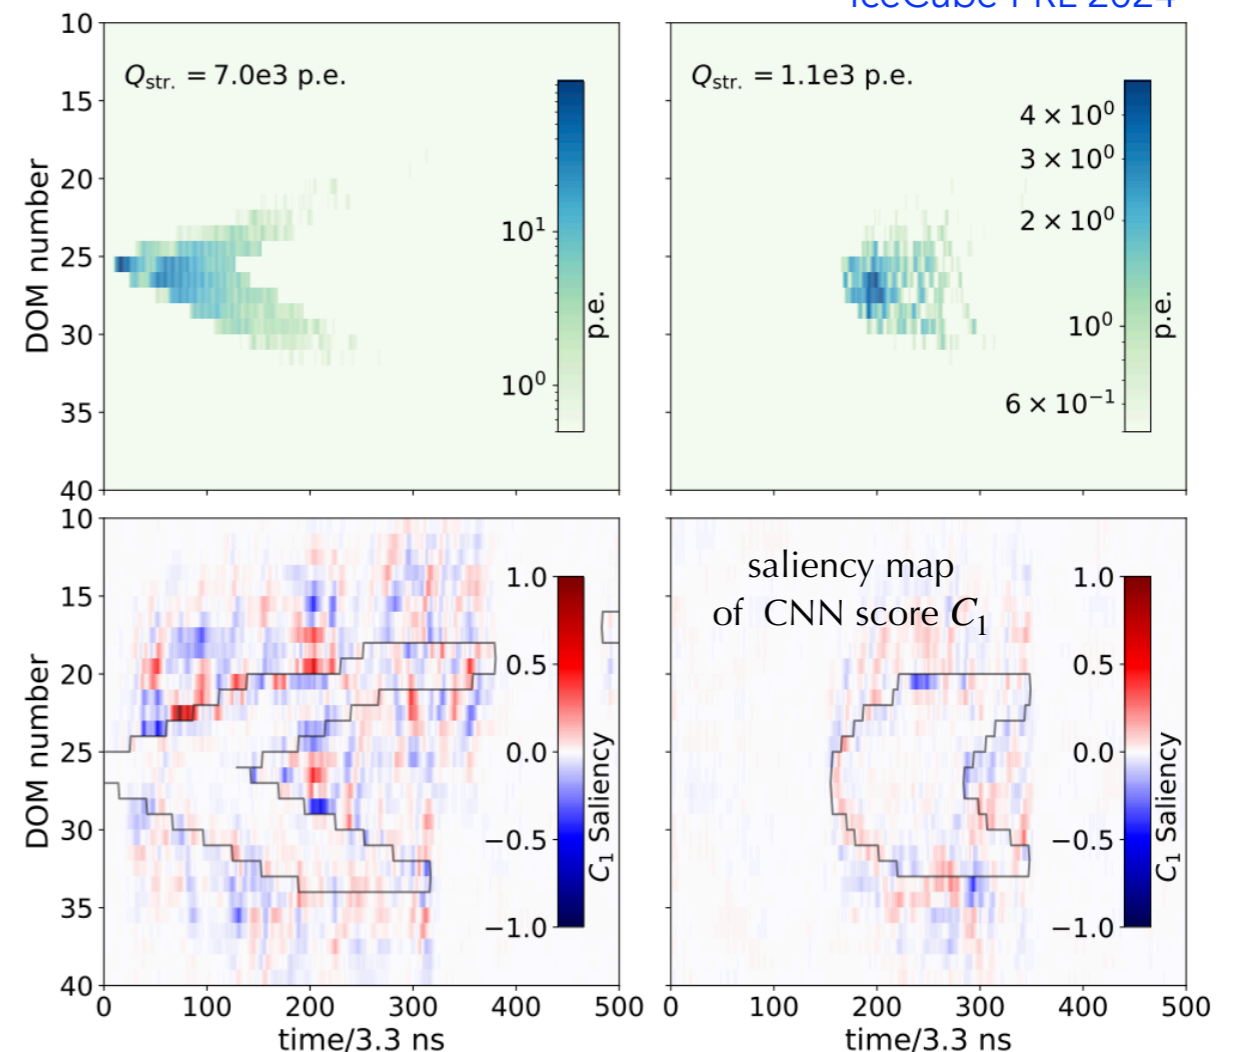 IceCube PRL 2024
10
15
20
25
30
35
40
DOM number
Q_str. = 7.0e3 p.e.
10^1
10^0
p.e.
Q_str. = 1.1e3 p.e.
4 × 10^0
3 × 10^0
2 × 10^0
10^0
6 × 10^−1
p.e.
10
15
20
25
30
35
40
DOM number
1.0
0.5
0.0
−0.5
−1.0
C_1 Saliency
0 100 200 300 400 500
time/3.3 ns
saliency map
of CNN score C_1
1.0
0.5
0.0
−0.5
−1.0
C_1 Saliency
0 100 200 300 400 500
time/3.3 ns